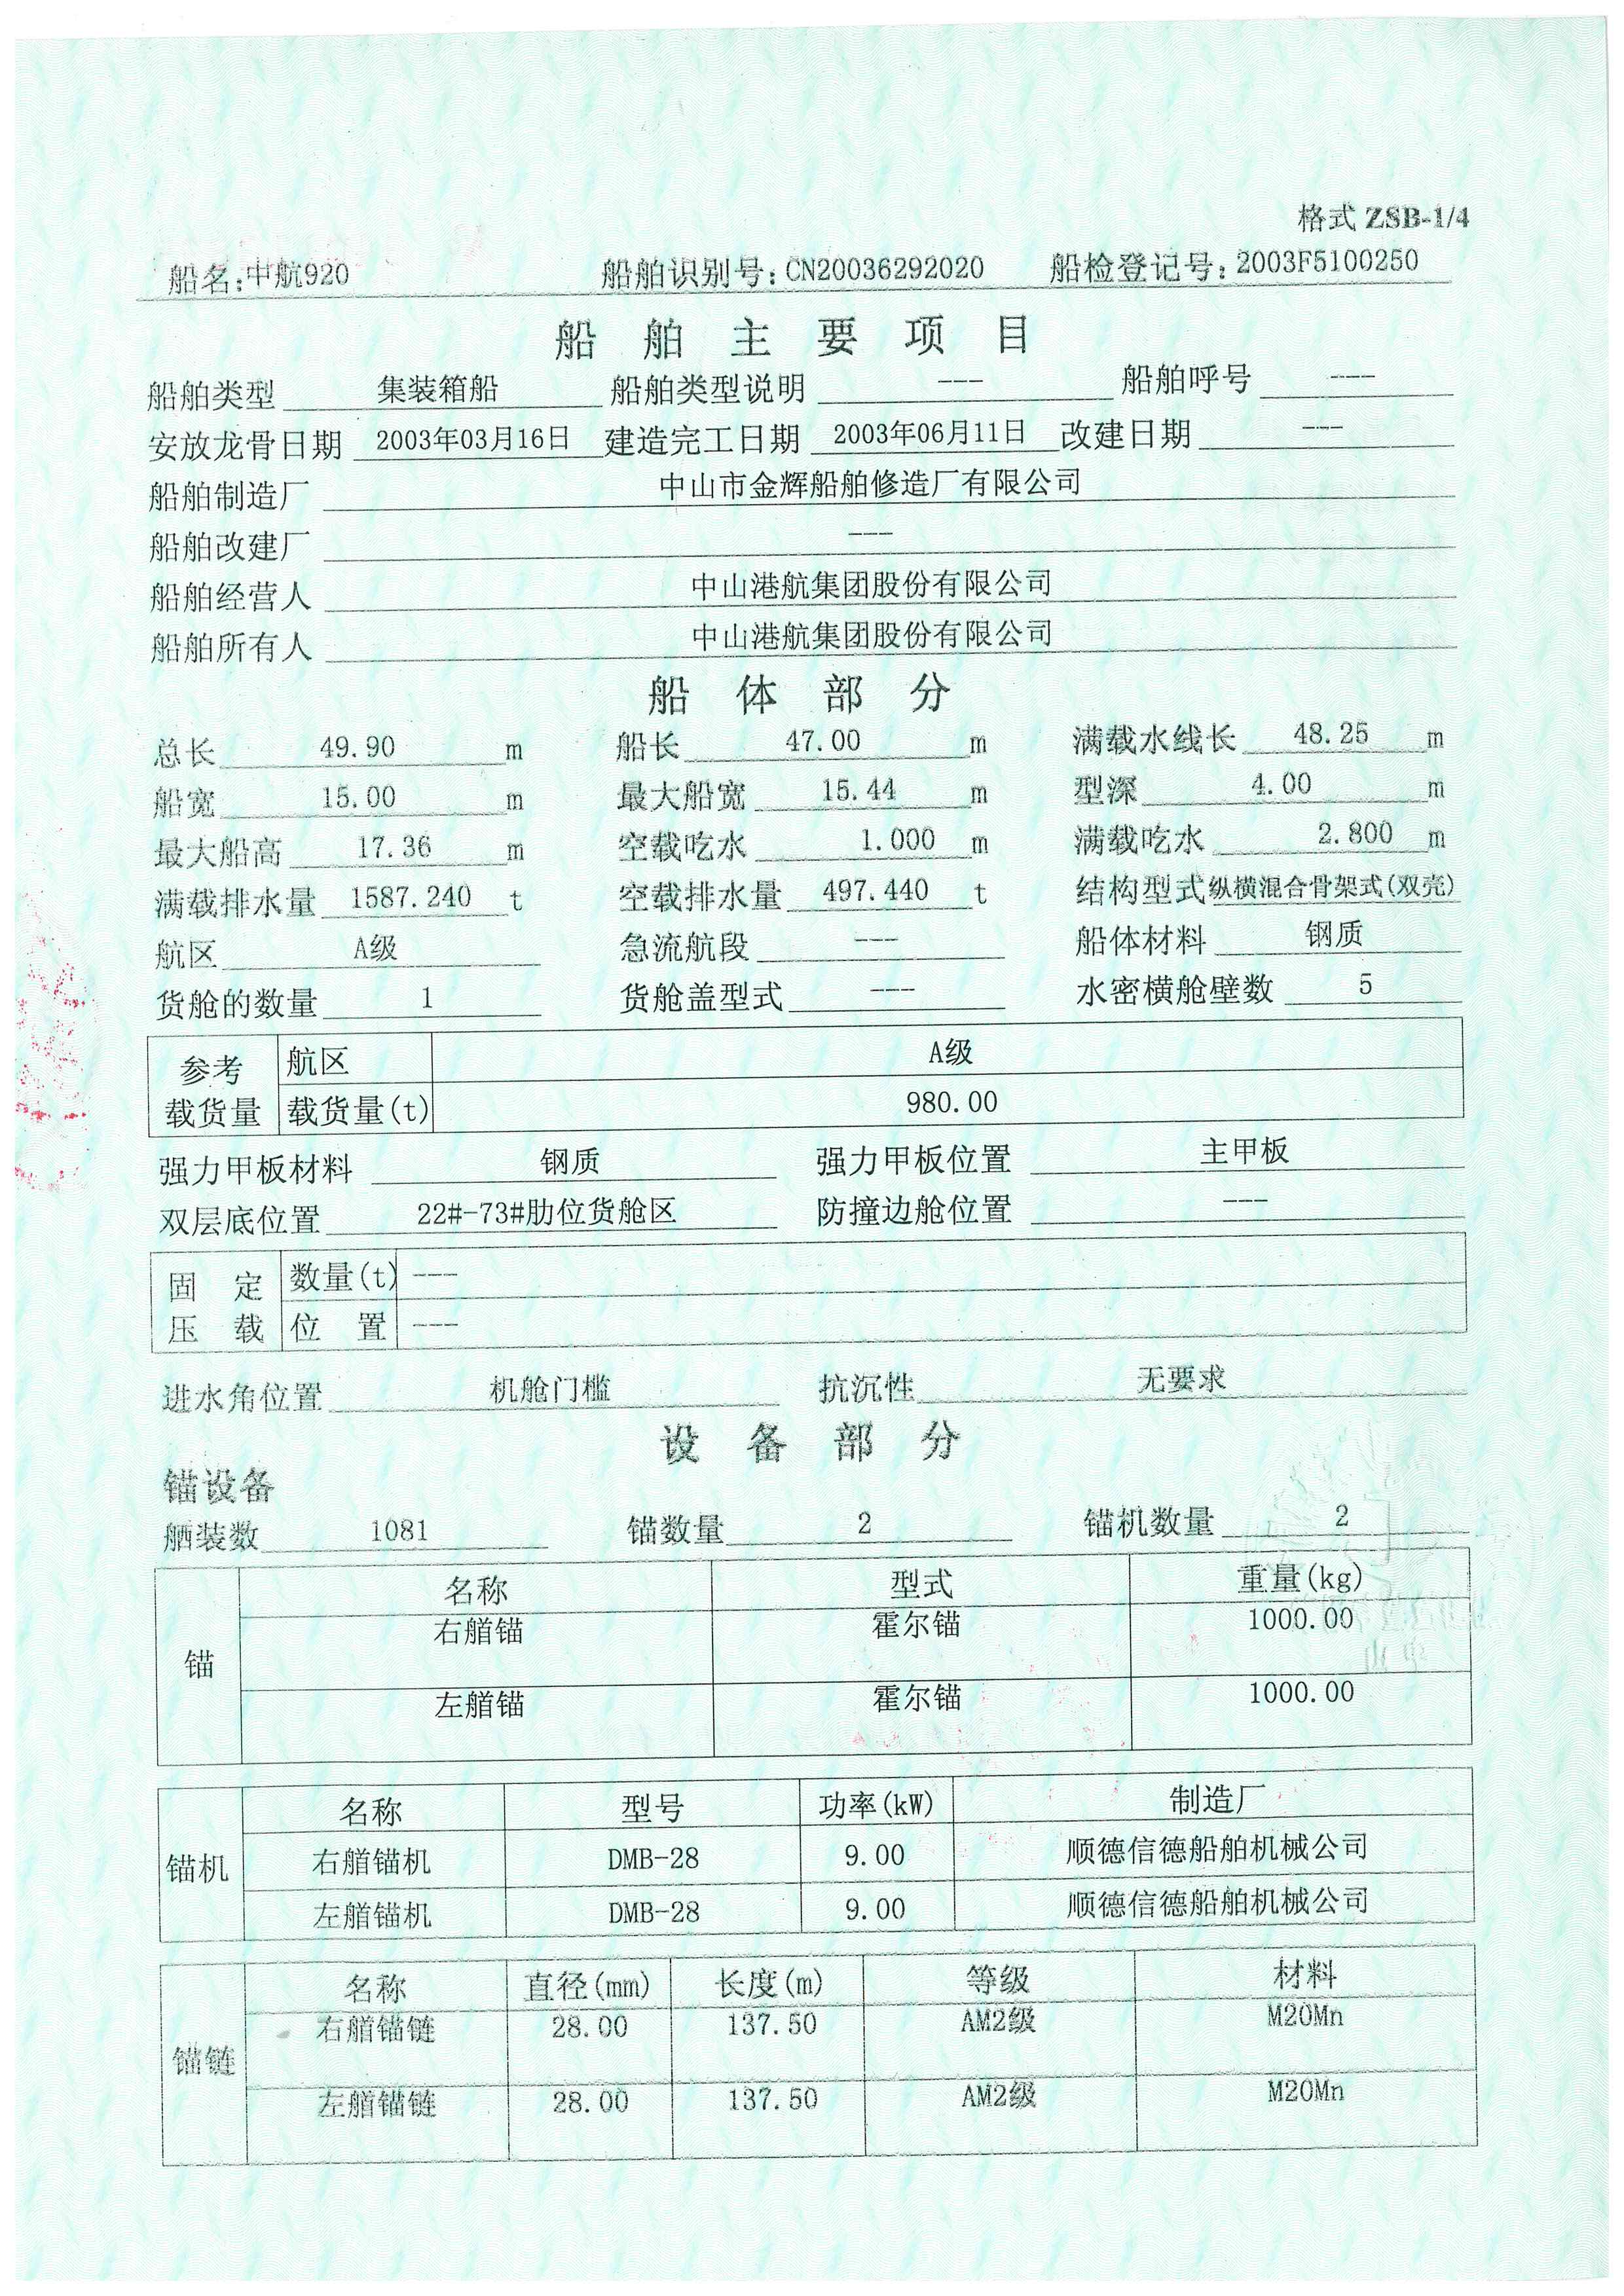 格式 ZSB-1/4
船名:中航920 船舶识别号:CN20036292020 船检登记号:2003F5100250
船舶主要项目
船舶类型 集装箱船 船舶类型说明 --- 船舶呼号 ---
安放龙骨日期 2003年03月16日 建造完工日期 2003年06月11日 改建日期 ---
船舶制造厂 中山市金辉船舶修造厂有限公司
船舶改建厂 ---
船舶经营人 中山港航集团股份有限公司
船舶所有人 中山港航集团股份有限公司
船体部分
总长 49.90 m 船长 47.00 m 满载水线长 48.25 m
船宽 15.00 m 最大船宽 15.44 m 型深 4.00 m
最大船高 17.36 m 空载吃水 1.000 m 满载吃水 2.800 m
满载排水量 1587.240 t 空载排水量 497.440 t 结构型式 纵横混合骨架式(双壳)
航区 A级 急流航段 --- 船体材料 钢质
货舱的数量 1 货舱盖型式 --- 水密横舱壁数 5
参考 航区 A级
载货量 载货量(t) 980.00
强力甲板材料 钢质 强力甲板位置 主甲板
双层底位置 22#-73#肋位货舱区 防撞边舱位置 ---
固定 数量(t) ---
压载 位置 ---
进水角位置 机舱门槛 抗沉性 无要求
设备部分
锚设备
舾装数 1081 锚数量 2 锚机数量 2
名称 型式 重量(kg)
右艏锚 霍尔锚 1000.00
锚
左艏锚 霍尔锚 1000.00
名称 型号 功率(kW) 制造厂
锚机 右艏锚机 DMB-28 9.00 顺德信德船舶机械公司
左艏锚机 DMB-28 9.00 顺德信德船舶机械公司
名称 直径(mm) 长度(m) 等级 材料
右艏锚链 28.00 137.50 AM2级 M20Mn
锚链
左艏锚链 28.00 137.50 AM2级 M20Mn